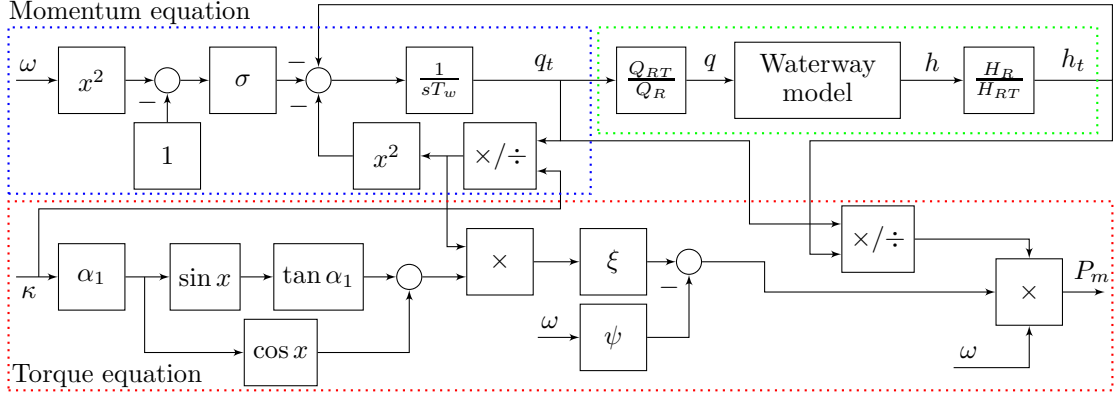 Momentum equation
ω
x²
−
σ
−
−
1/(sT_w)
q_t
Q_RT/Q_R
q
Waterway
model
h
H_R/H_RT
h_t
1
x²
×/÷
κ
α₁
sin x
tan α₁
cos x
×
ξ
−
ω
ψ
×/÷
×
P_m
ω
Torque equation